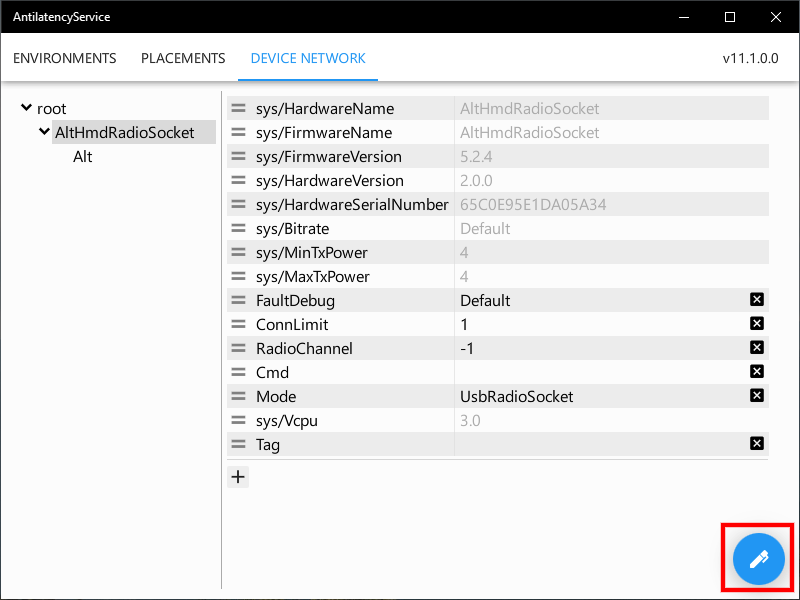 AntilatencyService
ENVIRONMENTS PLACEMENTS DEVICE NETWORK v11.1.0.0
root
AltHmdRadioSocket
Alt
sys/HardwareName AltHmdRadioSocket
sys/FirmwareName AltHmdRadioSocket
sys/FirmwareVersion 5.2.4
sys/HardwareVersion 2.0.0
sys/HardwareSerialNumber 65C0E95E1DA05A34
sys/Bitrate Default
sys/MinTxPower 4
sys/MaxTxPower 4
FaultDebug Default
ConnLimit 1
RadioChannel -1
Cmd
Mode UsbRadioSocket
sys/Vcpu 3.0
Tag